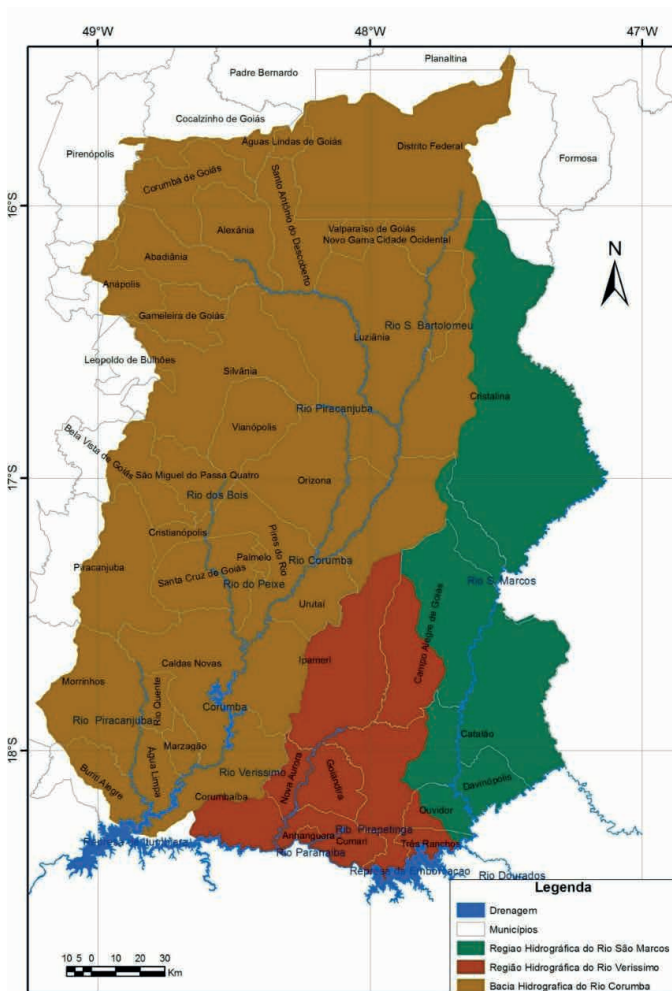 49°W 48°W 47°W
Planaltina
Padre Bernardo
Cocalzinho de Goiás
Águas Lindas de Goiás
Distrito Federal
Pirenópolis
Formosa
Corumbá de Goiás
Santo Antônio do Descoberto
16°S 16°S
Alexânia
Valparaíso de Goiás
Novo Gama Cidade Ocidental
Abadiânia
N
Anápolis
Gameleira de Goiás
Rio S. Bartolomeu
Luziânia
Leopoldo de Bulhões
Silvânia
Cristalina
Rio Piracanjuba
Vianópolis
Bela Vista de Goiás
São Miguel do Passa Quatro
17°S 17°S
Orizona
Rio dos Bois
Cristianópolis
Pires do Rio
Palmelo
Rio Corumba
Piracanjuba
Santa Cruz de Goiás
Rio do Peixe
Rio S. Marcos
Urutaí
Campo Alegre de Goiás
Ipameri
Caldas Novas
Morrinhos
Rio Quente
Corumba
Rio Piracanjuba
Catalão
18°S 18°S
Marzagão
Água Limpa
Buriti Alegre
Rio Verissimo
Nova Aurora
Goiandira
Davinópolis
Corumbaíba
Ouvidor
Rib. Pirapetinga
Anhanguera
Cumari
Três Ranchos
Rio Paranaiba
Rio Dourados
Legenda
Drenagem
Municípios
Regiao Hidrográfica do Rio São Marcos
Região Hidrográfica do Rio Verissimo
Bacia Hidrografica do Rio Corumba
10 5 0 10 20 30
Km